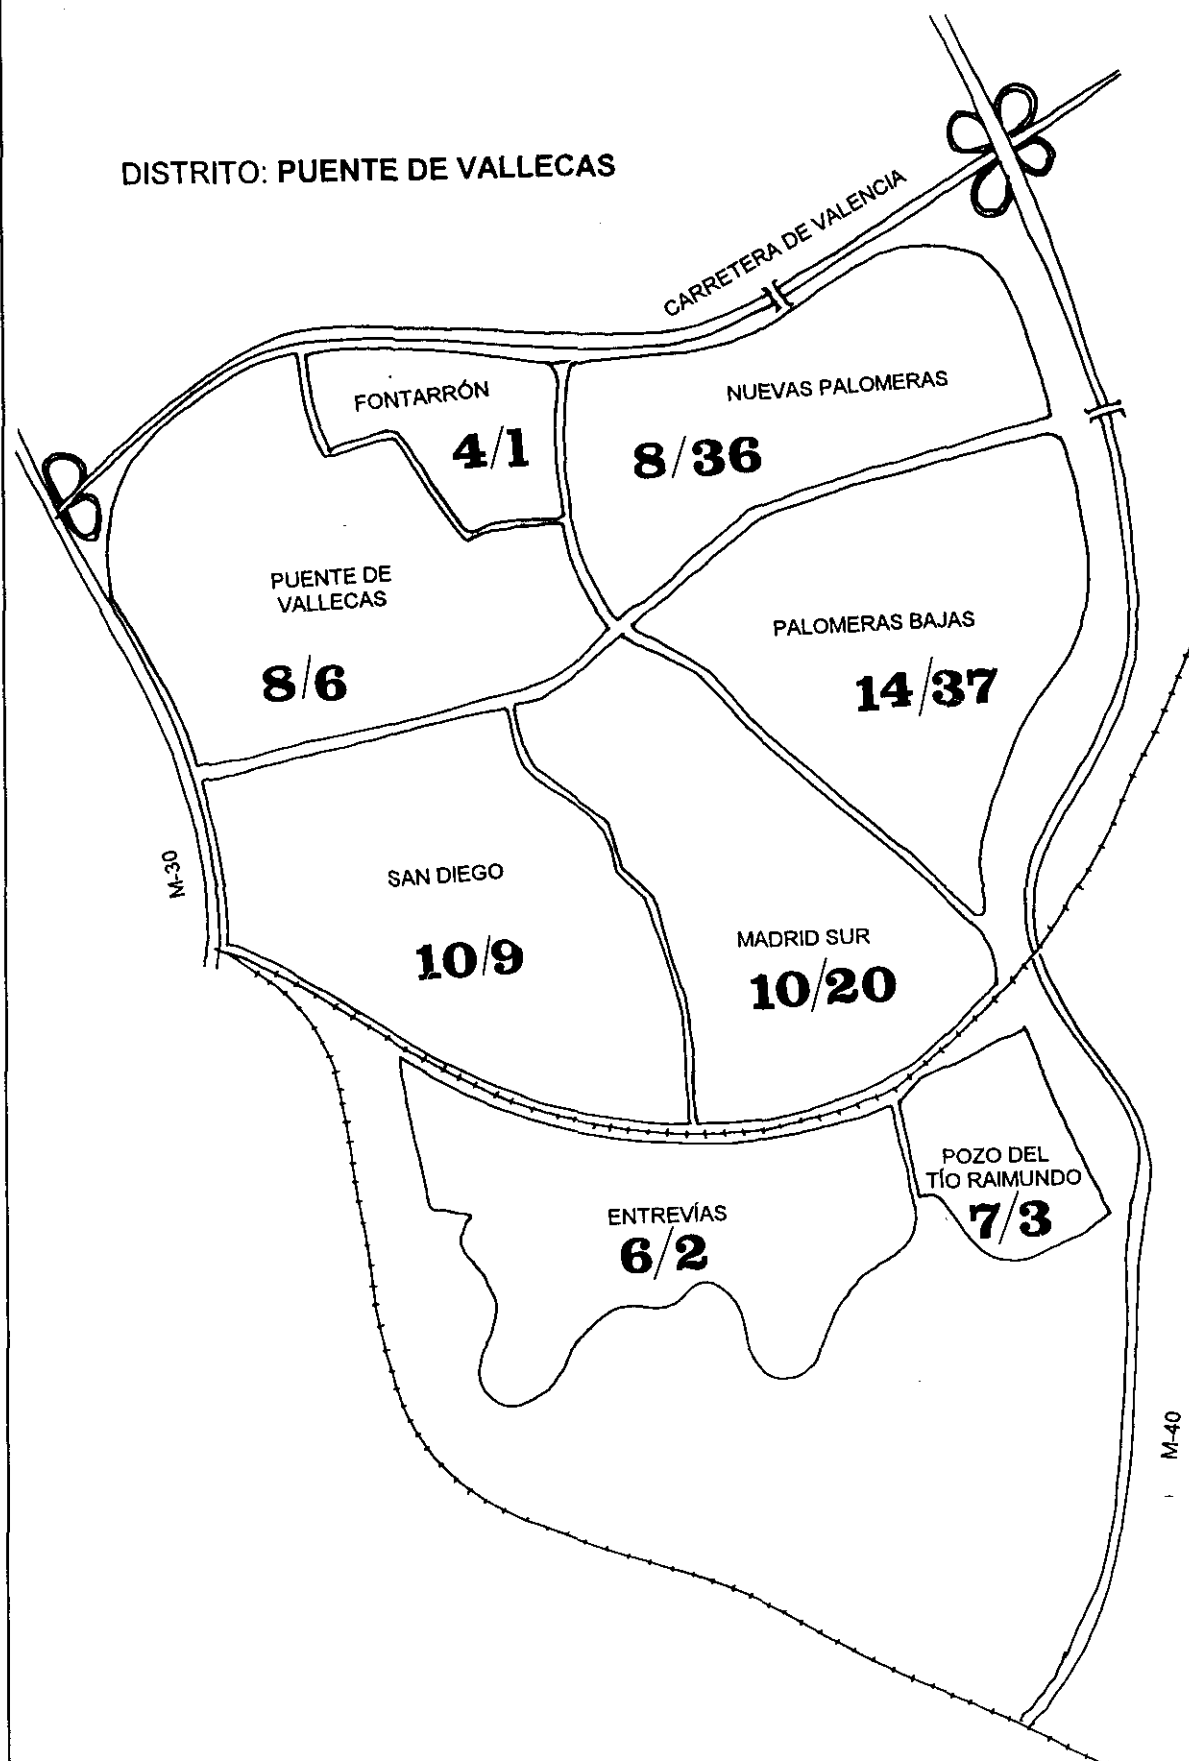 DISTRITO: PUENTE DE VALLECAS
CARRETERA DE VALENCIA
FONTARRÓN
4/1
NUEVAS PALOMERAS
8/36
PUENTE DE
VALLECAS
8/6
PALOMERAS BAJAS
14/37
M-30
SAN DIEGO
10/9
MADRID SUR
10/20
POZO DEL
TÍO RAIMUNDO
7/3
ENTREVÍAS
6/2
M-40